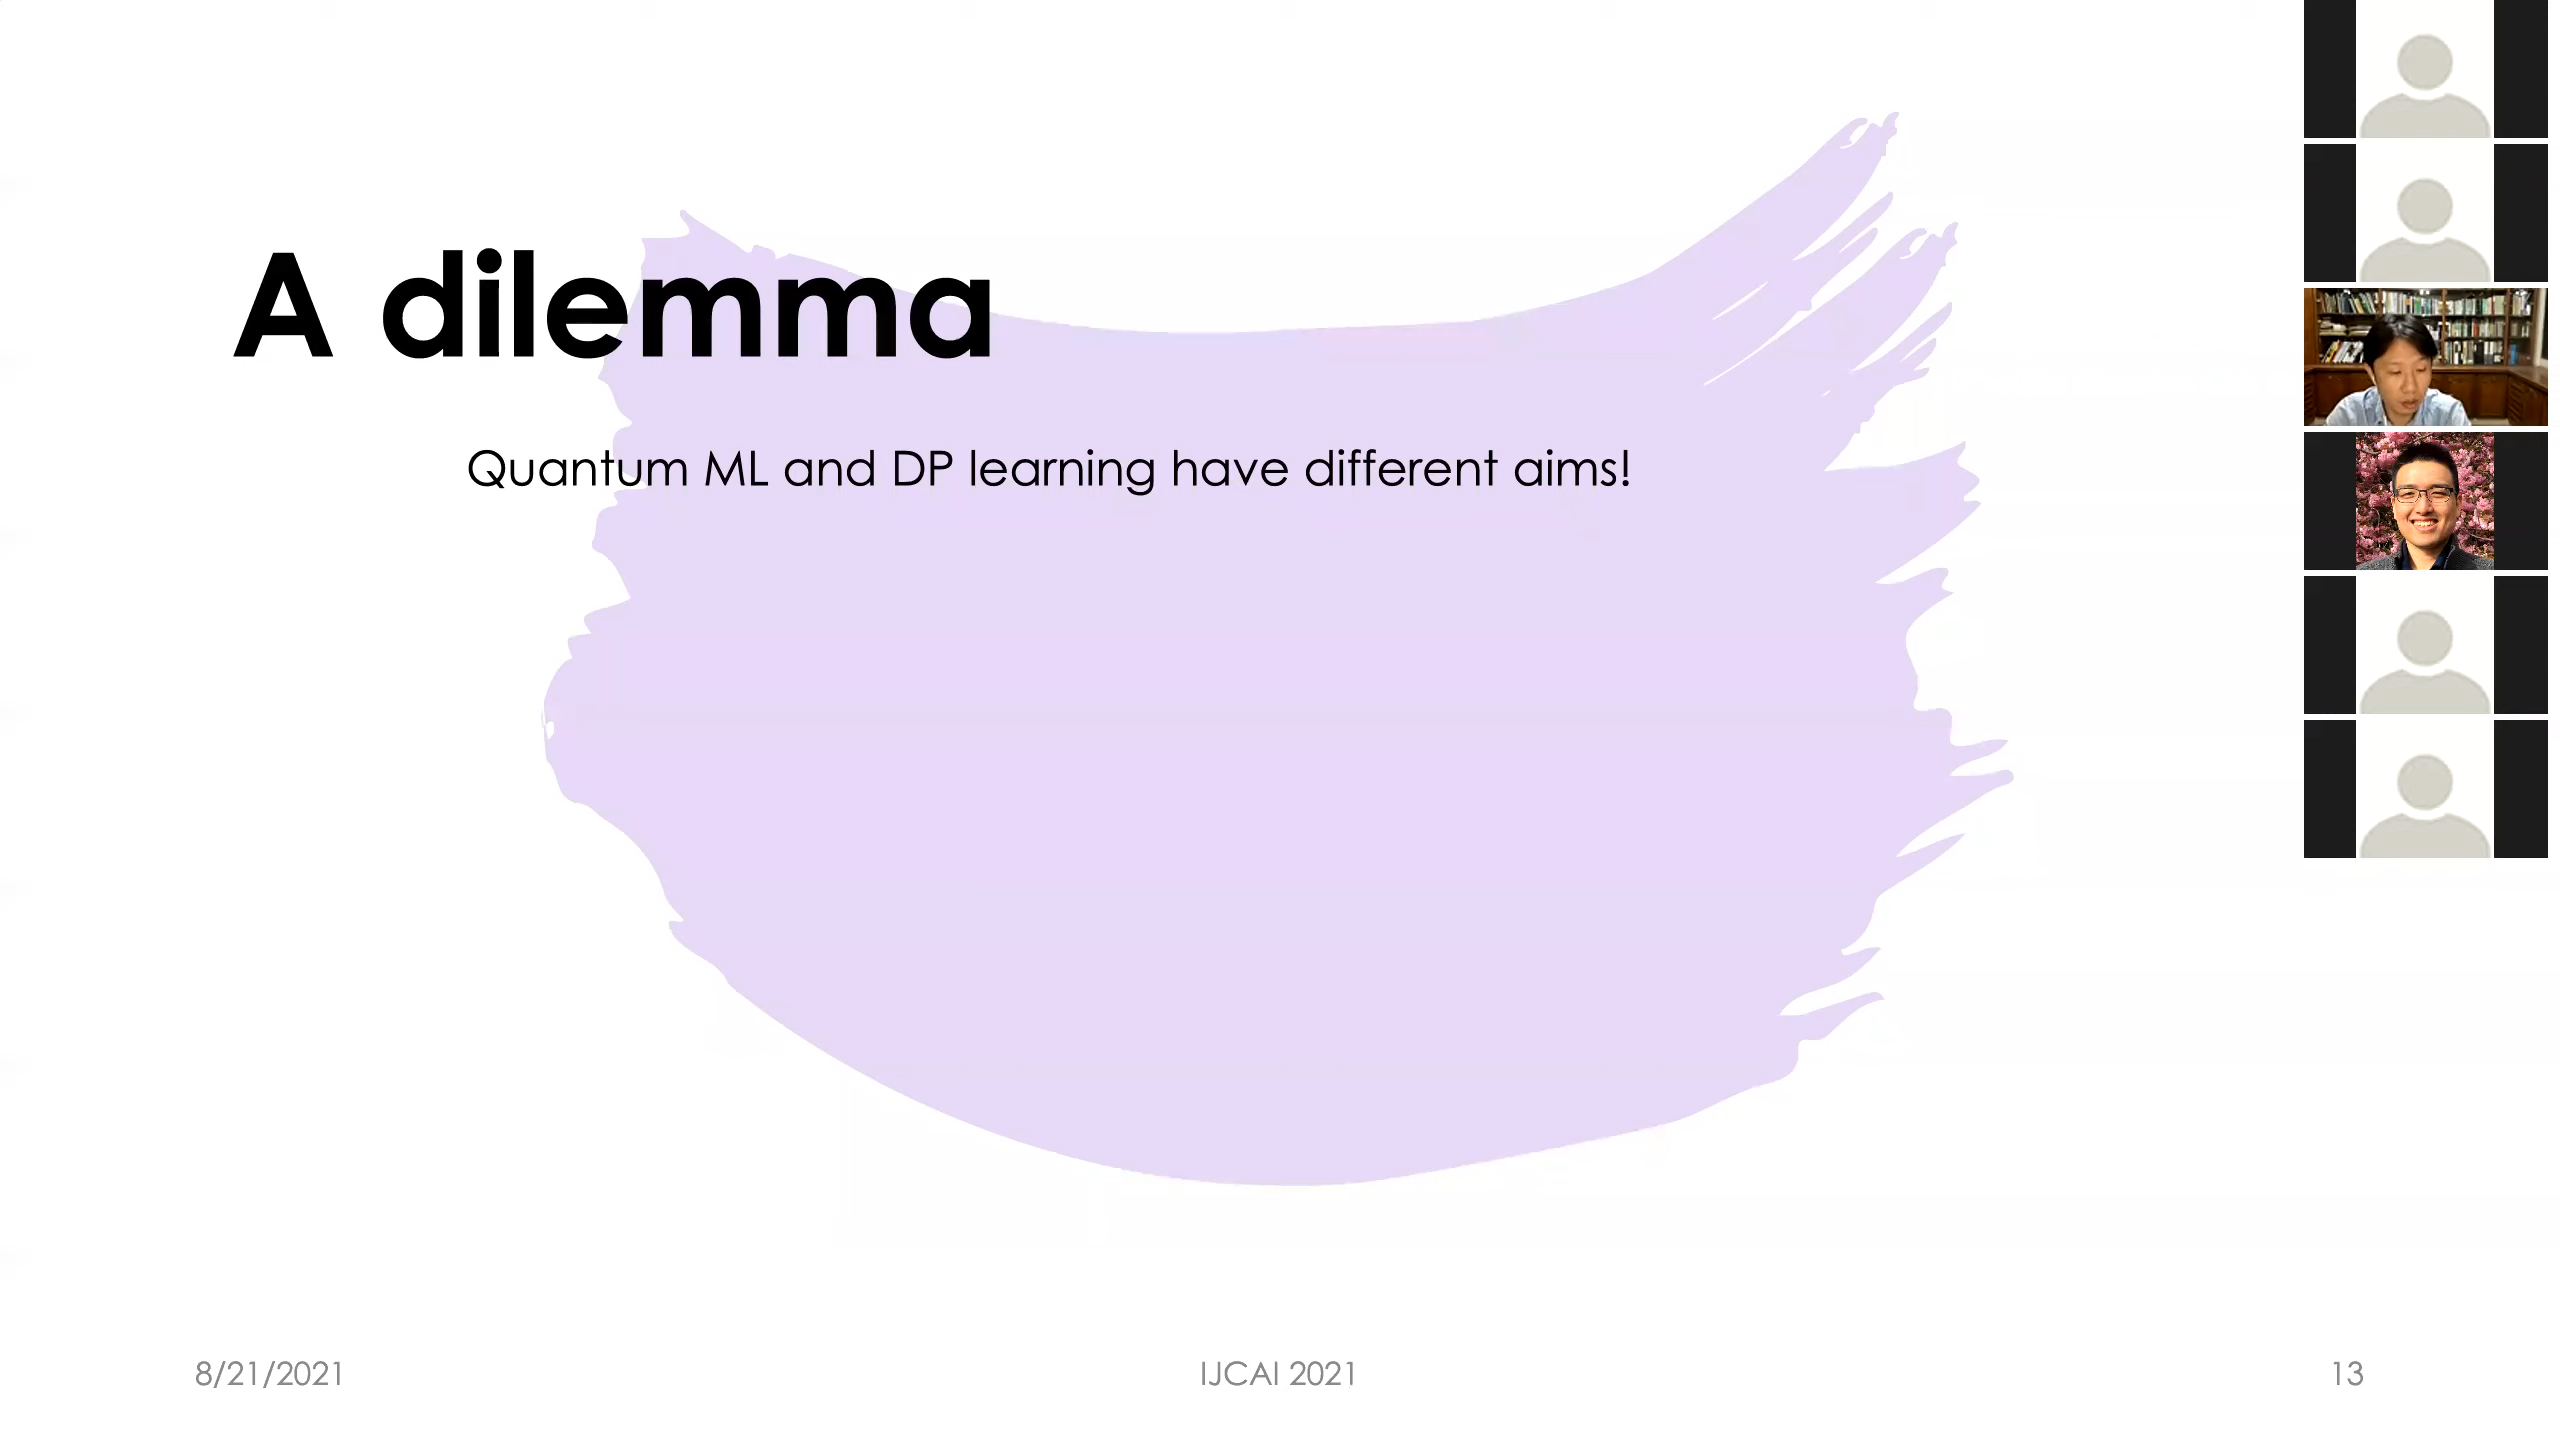 A dilemma
Quantum ML and DP learning have different aims!
8/21/2021
IJCAI 2021
13